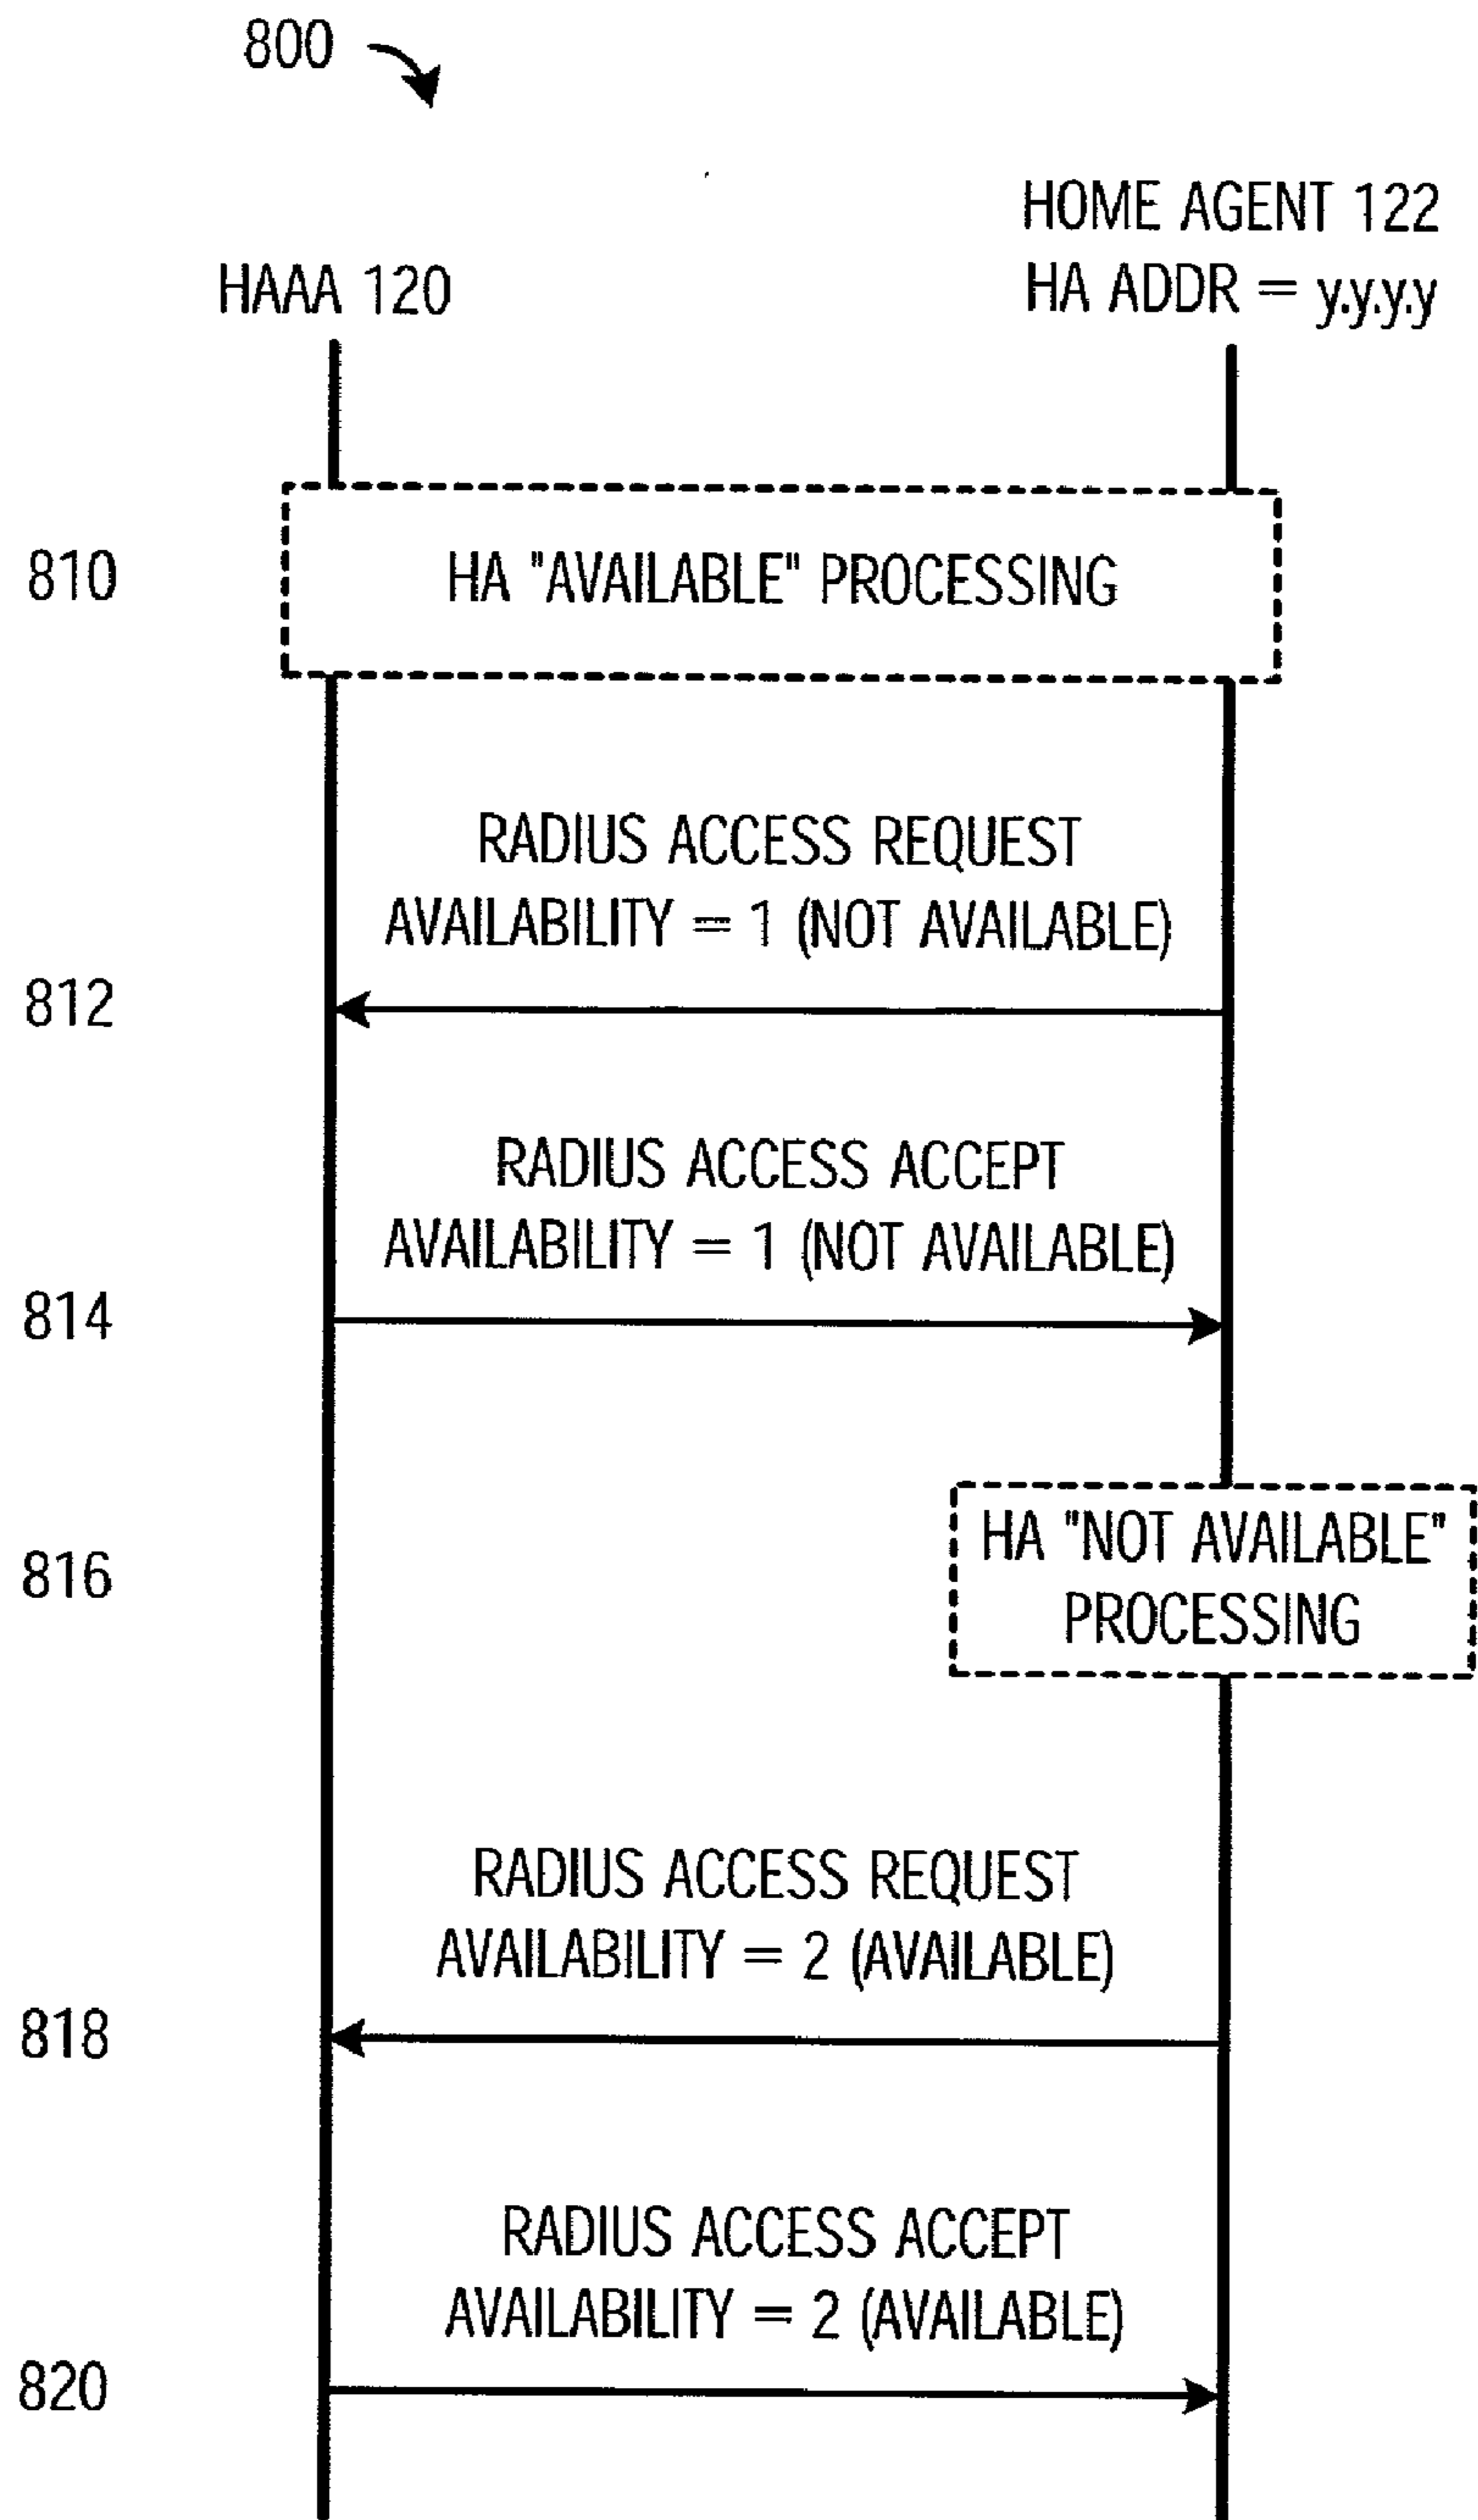 800
HOME AGENT 122
HAAA 120
HA ADDR = y.y.y.y
810
HA "AVAILABLE" PROCESSING
RADIUS ACCESS REQUEST
AVAILABILITY = 1 (NOT AVAILABLE)
812
RADIUS ACCESS ACCEPT
AVAILABILITY = 1 (NOT AVAILABLE)
814
HA "NOT AVAILABLE"
816
PROCESSING
RADIUS ACCESS REQUEST
AVAILABILITY = 2 (AVAILABLE)
818
RADIUS ACCESS ACCEPT
AVAILABILITY = 2 (AVAILABLE)
820